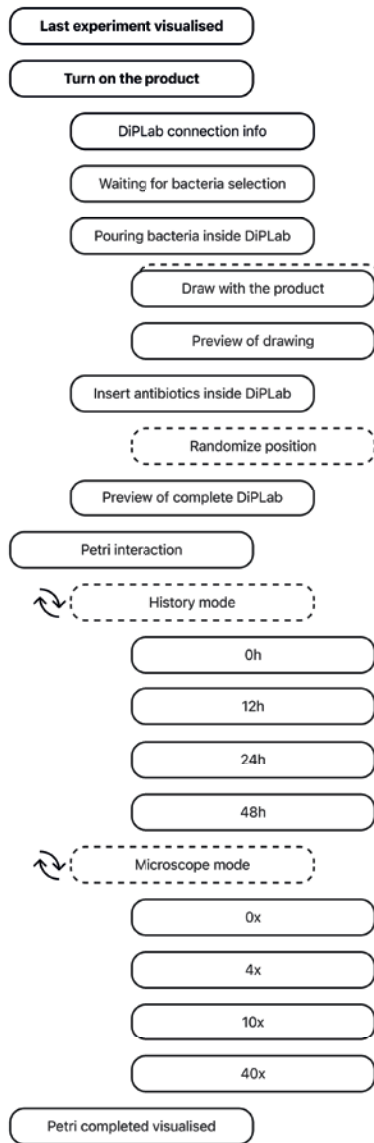 Last experiment visualised
Turn on the product
DiPLab connection info
Waiting for bacteria selection
Pouring bacteria inside DiPLab
Draw with the product
Preview of drawing
Insert antibiotics inside DiPLab
Randomize position
Preview of complete DiPLab
Petri interaction
History mode
0h
12h
24h
48h
Microscope mode
0x
4x
10x
40x
Petri completed visualised